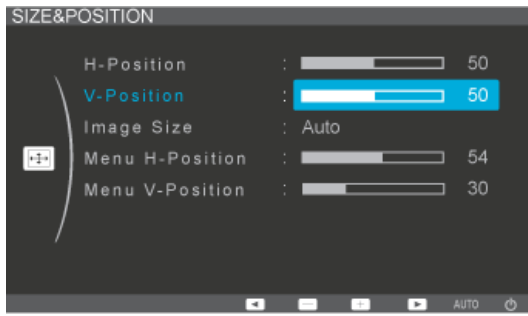 SIZE&POSITION
H-Position : 50
V-Position : 50
Image Size : Auto
Menu H-Position : 54
Menu V-Position : 30
AUTO